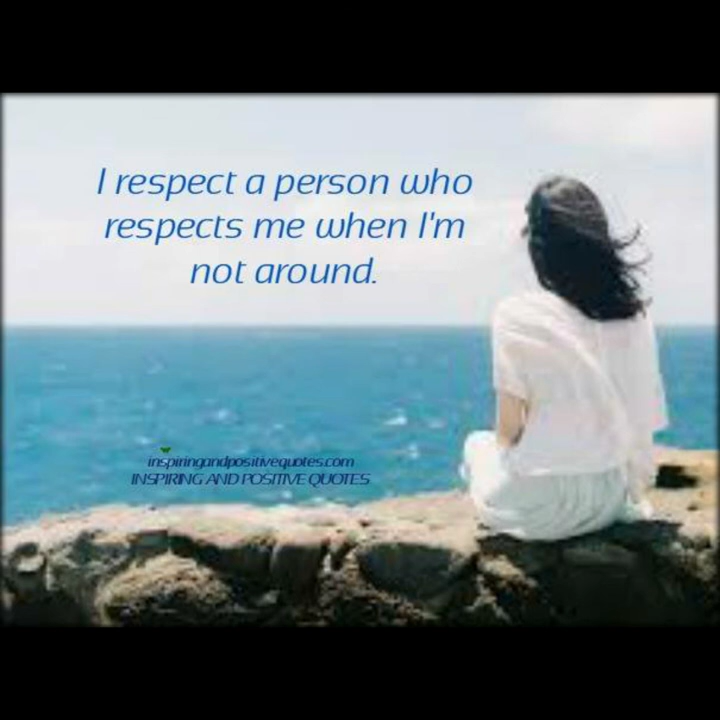 I respect a person who
respects me when I'm
not around.
inspiringandpositivequotes.com
INSPIRING AND POSITIVE QUOTES